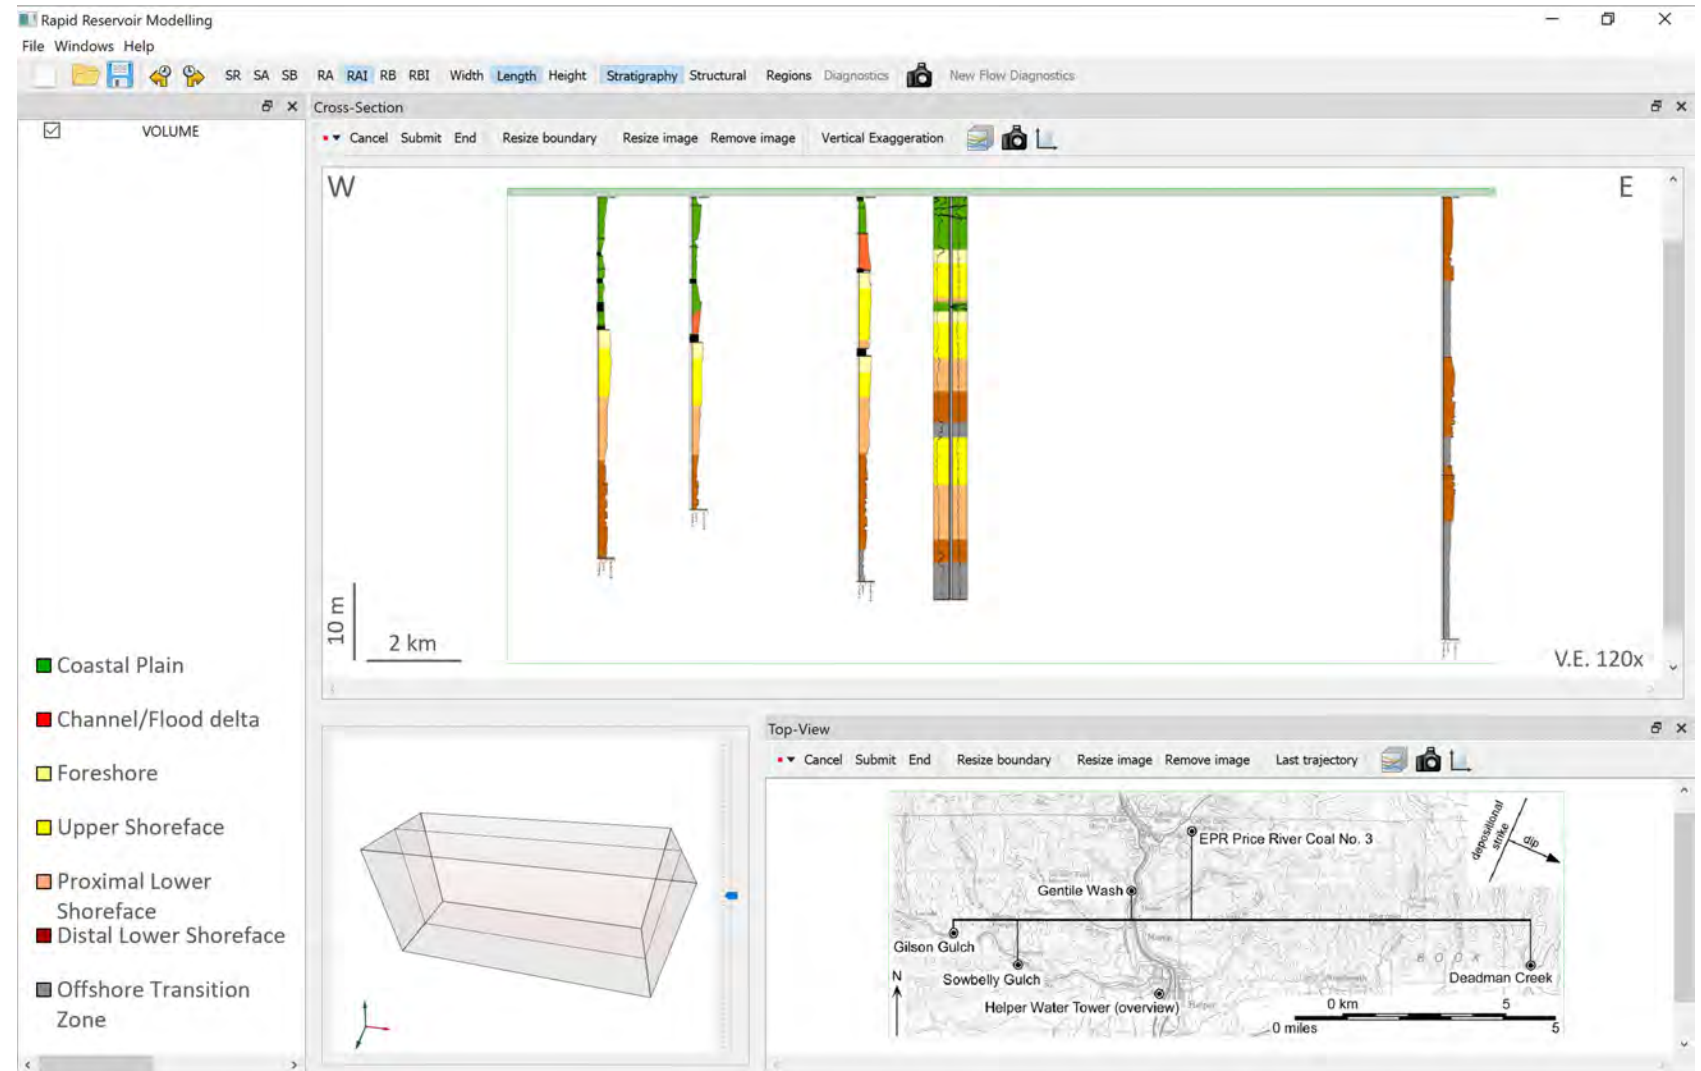 Rapid Reservoir Modelling
File Windows Help
SR SA SB RA RAI RB RBI Width Length Height Stratigraphy Structural Regions Diagnostics New Flow Diagnostics
Cross-Section
VOLUME
Cancel Submit End Resize boundary Resize image Remove image Vertical Exaggeration
W
E
10 m
2 km
V.E. 120x
Coastal Plain
Channel/Flood delta
Foreshore
Upper Shoreface
Proximal Lower
Shoreface
Distal Lower Shoreface
Offshore Transition
Zone
Top-View
Cancel Submit End Resize boundary Resize image Remove image Last trajectory
depositional
strike
dip
EPR Price River Coal No. 3
Gentile Wash
Gilson Gulch
Sowbelly Gulch
Helper Water Tower (overview)
Helper
BOOK
Deadman Creek
N
0 km 5
0 miles 5